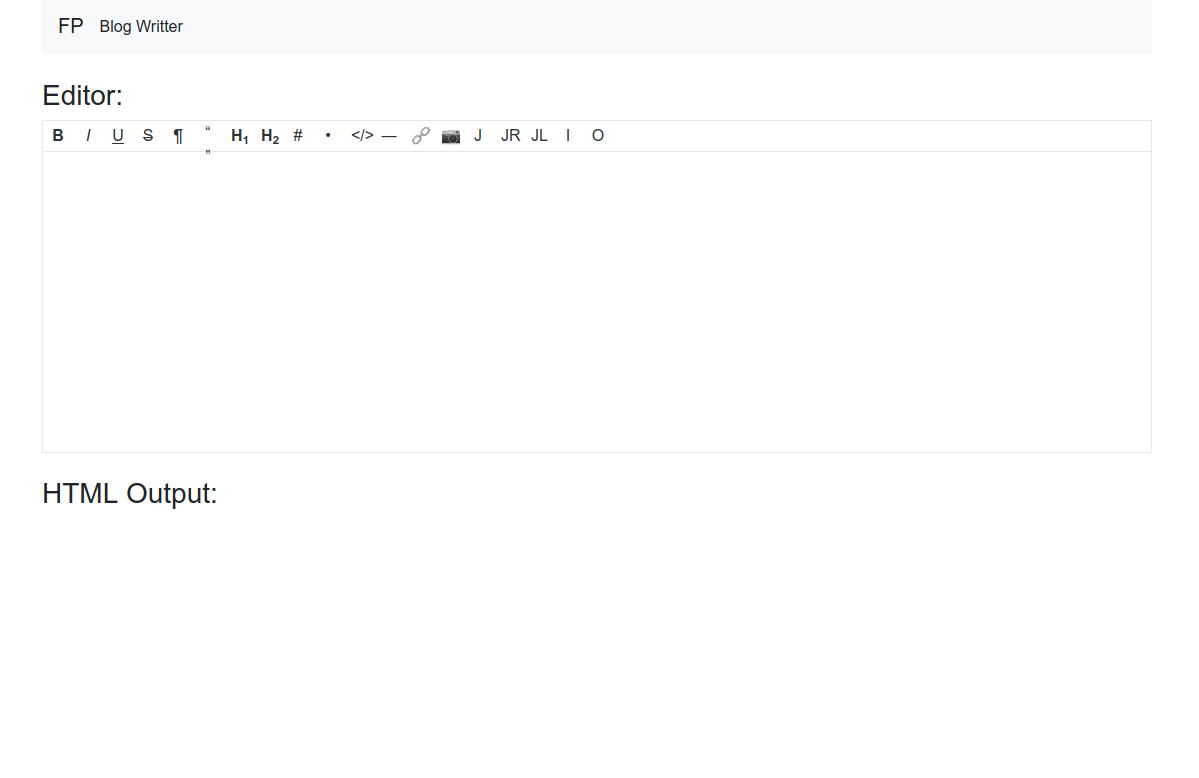 FP Blog Writter
Editor:
B I U S ¶ “ ” H₁ H₂ # • </> — 🔗 📷 J JR JL I O
HTML Output: